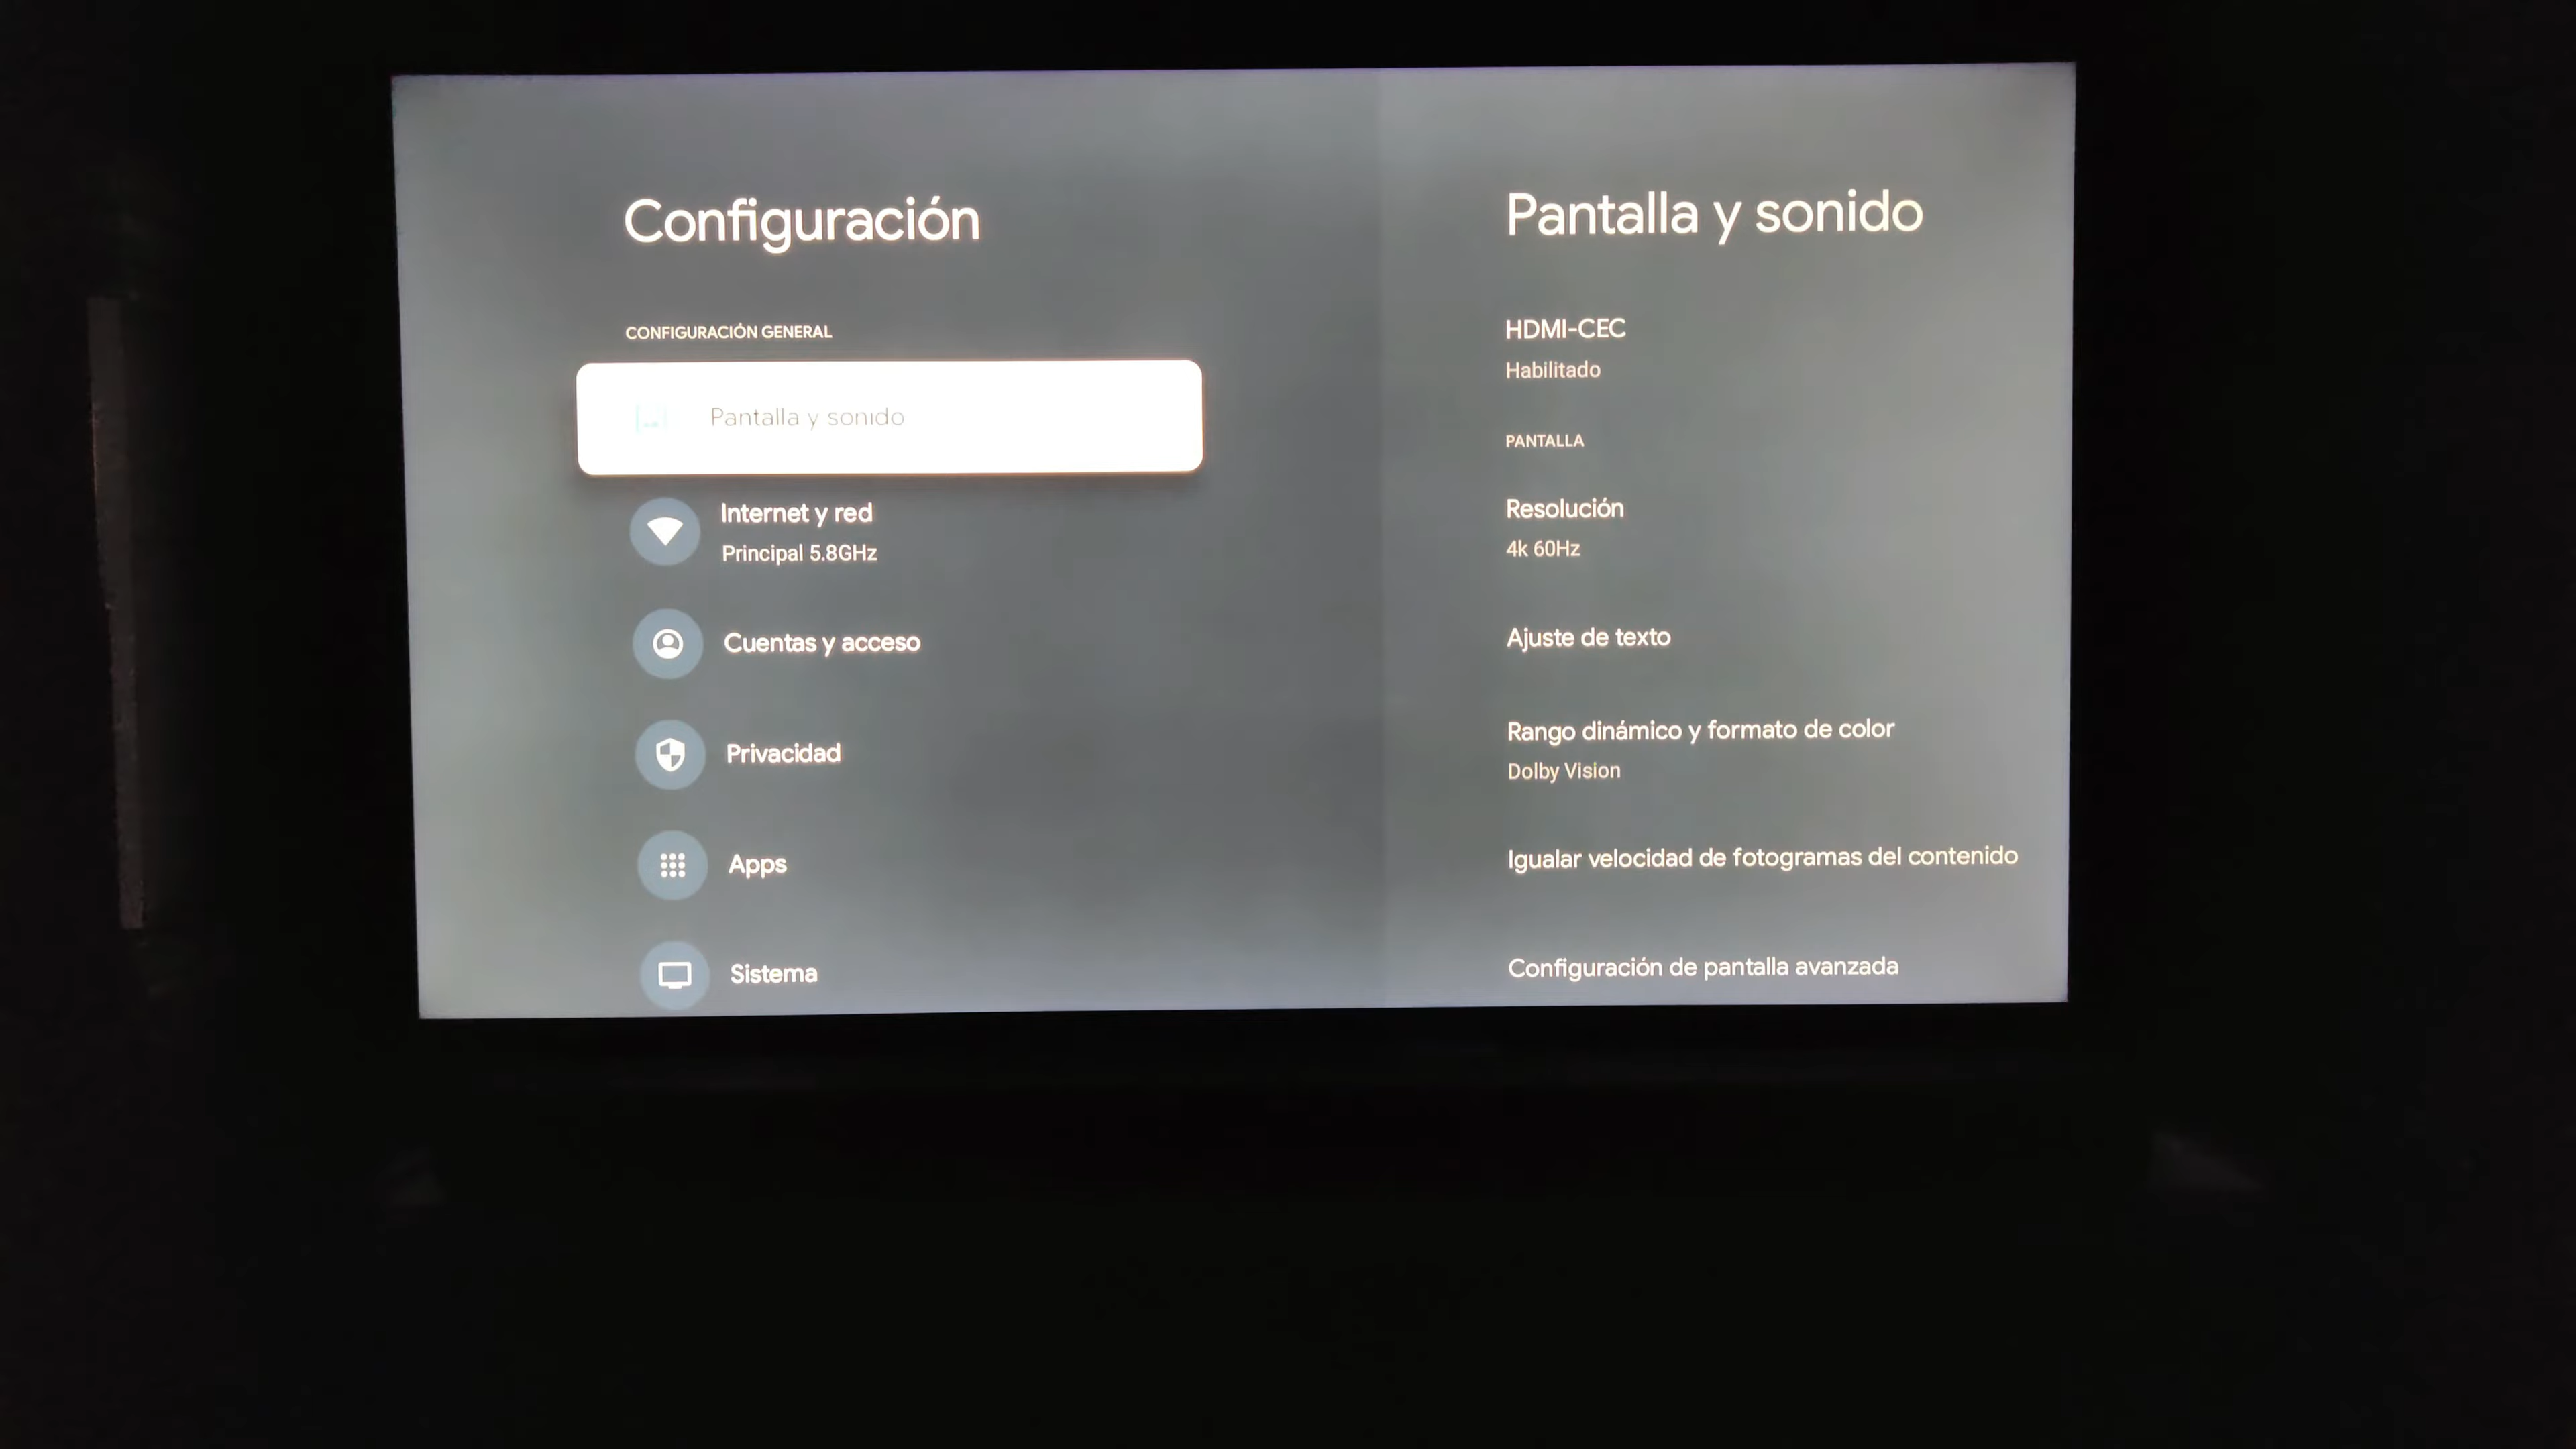 Configuración
CONFIGURACIÓN GENERAL
Pantalla y sonido
Internet y red
Principal 5.8GHz
Cuentas y acceso
Privacidad
Apps
Sistema
Pantalla y sonido
HDMI-CEC
Habilitado
PANTALLA
Resolución
4k 60Hz
Ajuste de texto
Rango dinámico y formato de color
Dolby Vision
Igualar velocidad de fotogramas del contenido
Configuración de pantalla avanzada